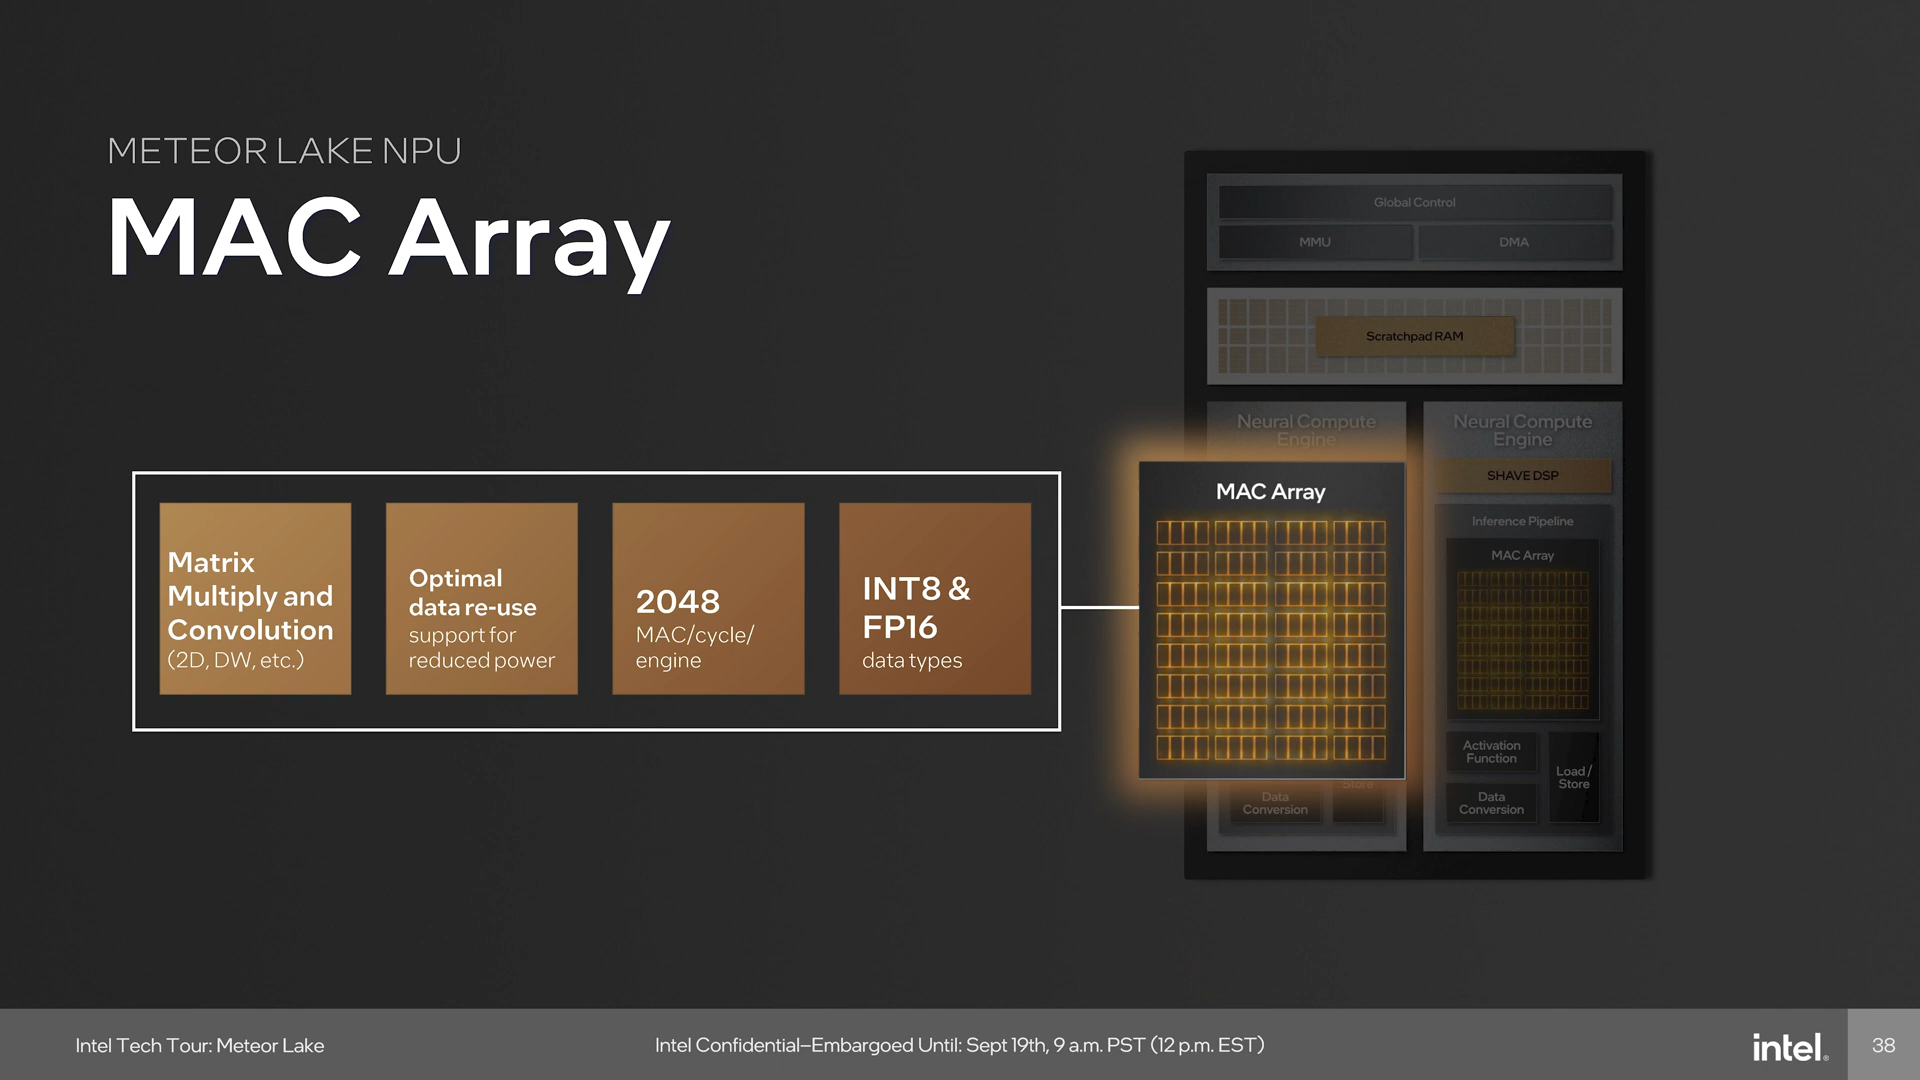 METEOR LAKE NPU
MAC Array
Matrix
Multiply and
Convolution
(2D, DW, etc.)
Optimal
data re-use
support for
reduced power
2048
MAC/cycle/
engine
INT8 &
FP16
data types
Global Control
MMU
DMA
Scratchpad RAM
Neural Compute
Engine
MAC Array
Store
Data
Conversion
Neural Compute
Engine
SHAVE DSP
Inference Pipeline
MAC Array
Activation
Function
Load/
Store
Data
Conversion
Intel Tech Tour: Meteor Lake
Intel Confidential–Embargoed Until: Sept 19th, 9 a.m. PST (12 p.m. EST)
intel®
38